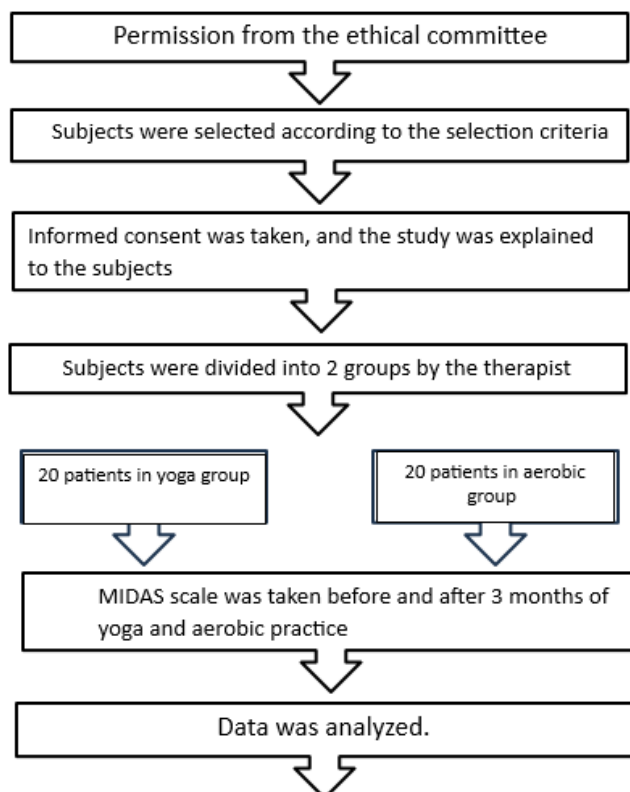 Permission from the ethical committee
Subjects were selected according to the selection criteria
Informed consent was taken, and the study was explained
to the subjects
Subjects were divided into 2 groups by the therapist
20 patients in yoga group
20 patients in aerobic
group
MIDAS scale was taken before and after 3 months of
yoga and aerobic practice
Data was analyzed.